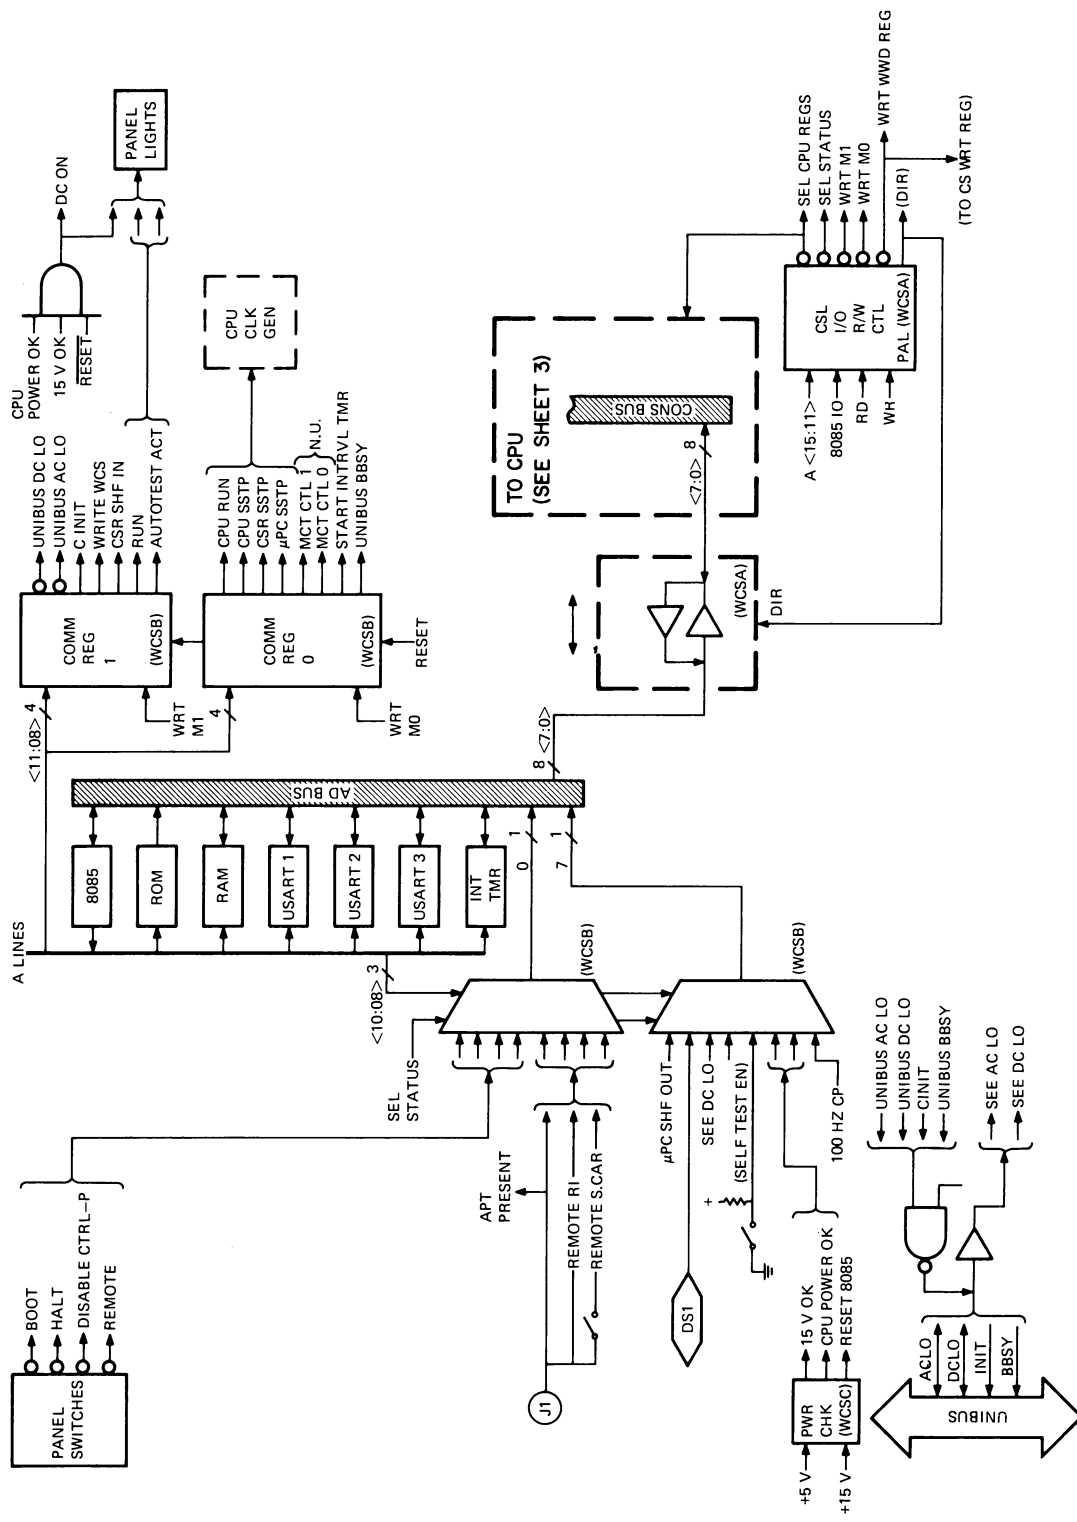 PANEL
SWITCHES
BOOT
HALT
DISABLE CTRL-P
REMOTE
J1
APT
PRESENT
REMOTE RI
REMOTE S.CAR
SEL
STATUS
<10:08> 3
A LINES
8085
ROM
RAM
USART 1
USART 2
USART 3
INT
TMR
AD BUS
0 1
7 1
(WCSB)
(WCSB)
<11:08> 4
4
COMM
REG
1
(WCSB)
WRT
M1
UNIBUS DC LO
UNIBUS AC LO
C INIT
WRITE WCS
CSR SHF IN
RUN
AUTOTEST ACT
CPU
POWER OK
15 V OK
RESET
DC ON
PANEL
LIGHTS
COMM
REG
0
(WCSB)
WRT
M0
RESET
CPU RUN
CPU SSTP
CSR SSTP
µPC SSTP
MCT CTL 1
MCT CTL 0
N.U.
START INTRVL TMR
UNIBUS BBSY
CPU
CLK
GEN
8 <7:0>
(WCSA)
DIR
TO CPU
(SEE SHEET 3)
CONS BUS
<7:0> 8
A <15:11>
8085 IO
RD
WR
CSL
I/O
R/W
CTL
PAL (WCSA)
SEL CPU REGS
SEL STATUS
WRT M1
WRT M0
WRT WWD REG
(TO CS WRT REG)
(DIR)
µPC SHF OUT
DS1
SEE DC LO
+
(SELF TEST EN)
100 HZ CP
+5 V
+15 V
PWR
CHK
(WCSC)
15 V OK
CPU POWER OK
RESET 8085
UNIBUS
ACLO
DCLO
INIT
BBSY
UNIBUS AC LO
UNIBUS DC LO
CINIT
UNIBUS BBSY
SEE AC LO
SEE DC LO